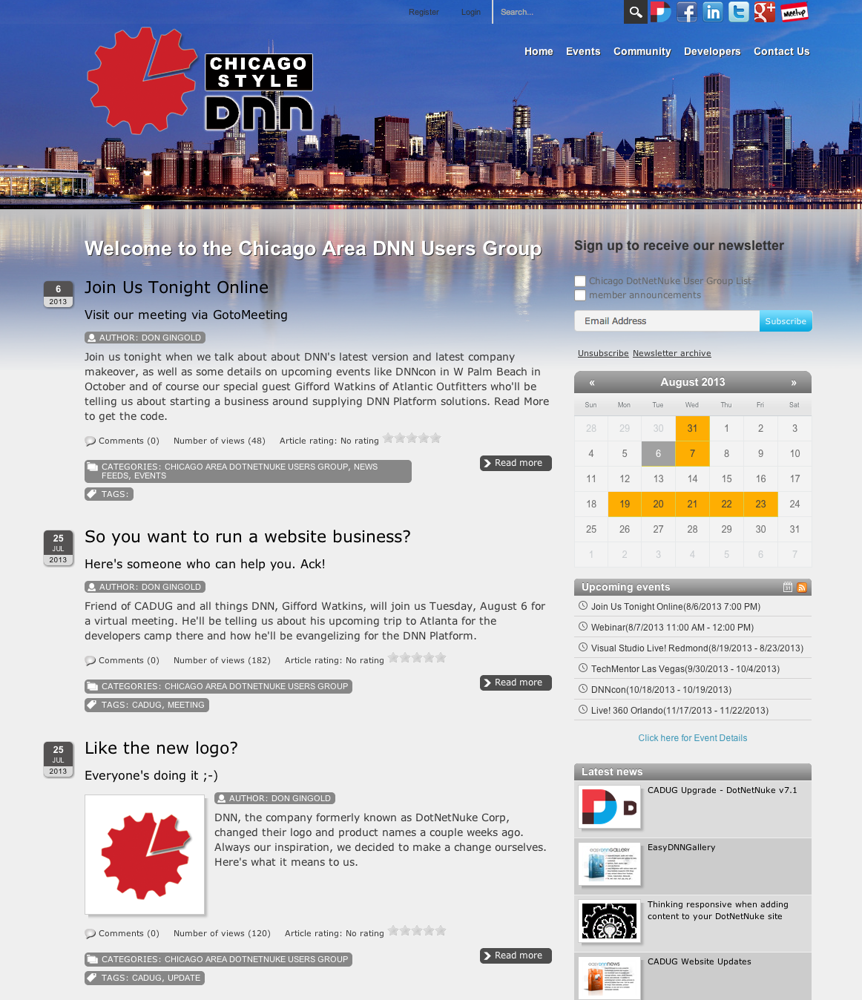 Register Login Search...
Meetup
CHICAGO
STYLE
DNN
Home Events Community Developers Contact Us
Welcome to the Chicago Area DNN Users Group
6
2013
Join Us Tonight Online
Visit our meeting via GotoMeeting
AUTHOR: DON GINGOLD
Join us tonight when we talk about about DNN's latest version and latest company
makeover, as well as some details on upcoming events like DNNcon in W Palm Beach in
October and of course our special guest Gifford Watkins of Atlantic Outfitters who'll be
telling us about starting a business around supplying DNN Platform solutions. Read More
to get the code.
Comments (0) Number of views (48) Article rating: No rating
CATEGORIES: CHICAGO AREA DOTNETNUKE USERS GROUP, NEWS
FEEDS, EVENTS
Read more
TAGS:
25
JUL
2013
So you want to run a website business?
Here's someone who can help you. Ack!
AUTHOR: DON GINGOLD
Friend of CADUG and all things DNN, Gifford Watkins, will join us Tuesday, August 6 for
a virtual meeting. He'll be telling us about his upcoming trip to Atlanta for the
developers camp there and how he'll be evangelizing for the DNN Platform.
Comments (0) Number of views (182) Article rating: No rating
CATEGORIES: CHICAGO AREA DOTNETNUKE USERS GROUP
Read more
TAGS: CADUG, MEETING
25
JUL
2013
Like the new logo?
Everyone's doing it ;-)
AUTHOR: DON GINGOLD
DNN, the company formerly known as DotNetNuke Corp,
changed their logo and product names a couple weeks ago.
Always our inspiration, we decided to make a change ourselves.
Here's what it means to us.
Comments (0) Number of views (120) Article rating: No rating
CATEGORIES: CHICAGO AREA DOTNETNUKE USERS GROUP
Read more
TAGS: CADUG, UPDATE
Sign up to receive our newsletter
Chicago DotNetNuke User Group List
member announcements
Email Address Subscribe
Unsubscribe Newsletter archive
« August 2013 »
Sun Mon Tue Wed Thu Fri Sat
28 29 30 31 1 2 3
4 5 6 7 8 9 10
11 12 13 14 15 16 17
18 19 20 21 22 23 24
25 26 27 28 29 30 31
1 2 3 4 5 6 7
Upcoming events
Join Us Tonight Online(8/6/2013 7:00 PM)
Webinar(8/7/2013 11:00 AM - 12:00 PM)
Visual Studio Live! Redmond(8/19/2013 - 8/23/2013)
TechMentor Las Vegas(9/30/2013 - 10/4/2013)
DNNcon(10/18/2013 - 10/19/2013)
Live! 360 Orlando(11/17/2013 - 11/22/2013)
Click here for Event Details
Latest news
CADUG Upgrade - DotNetNuke v7.1
EasyDNNGallery
easydnnGALLERY
Thinking responsive when adding
content to your DotNetNuke site
CADUG Website Updates
easydnnnews